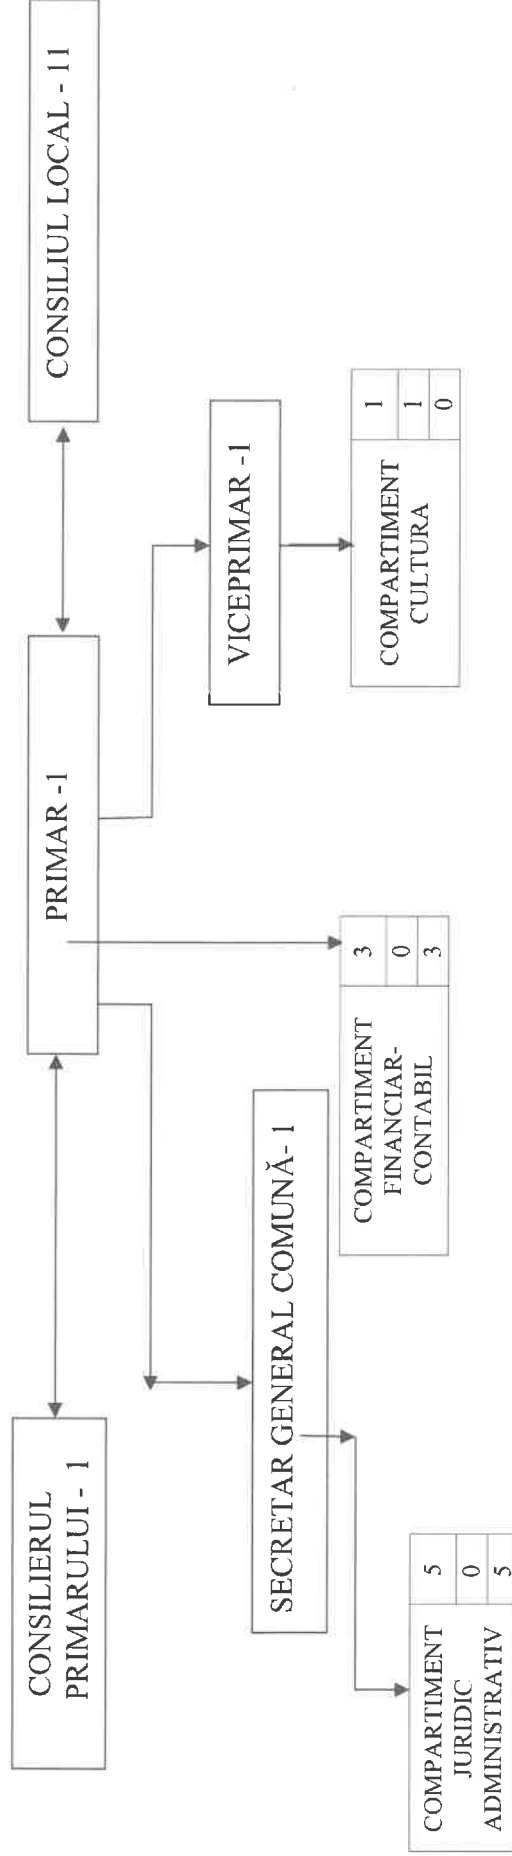 CONSILIERUL
PRIMARULUI - 1
PRIMAR -1
CONSILIUL LOCAL - 11
SECRETAR GENERAL COMUNĂ- 1
VICEPRIMAR -1
COMPARTIMENT
JURIDIC
ADMINISTRATIV
5
0
5
COMPARTIMENT
FINANCIAR-
CONTABIL
3
0
3
COMPARTIMENT
CULTURA
1
1
0